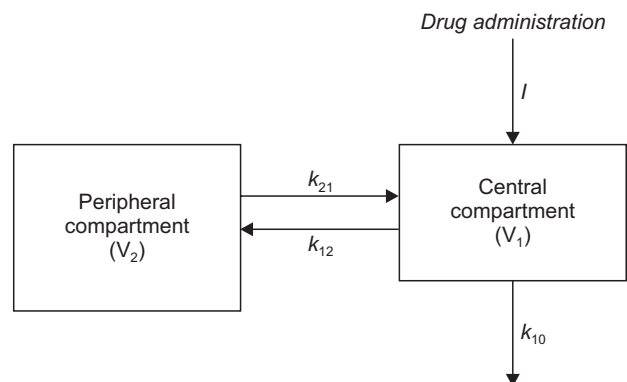 Drug administration
I
Peripheral
compartment
(V₂)
k₂₁
k₁₂
Central
compartment
(V₁)
k₁₀